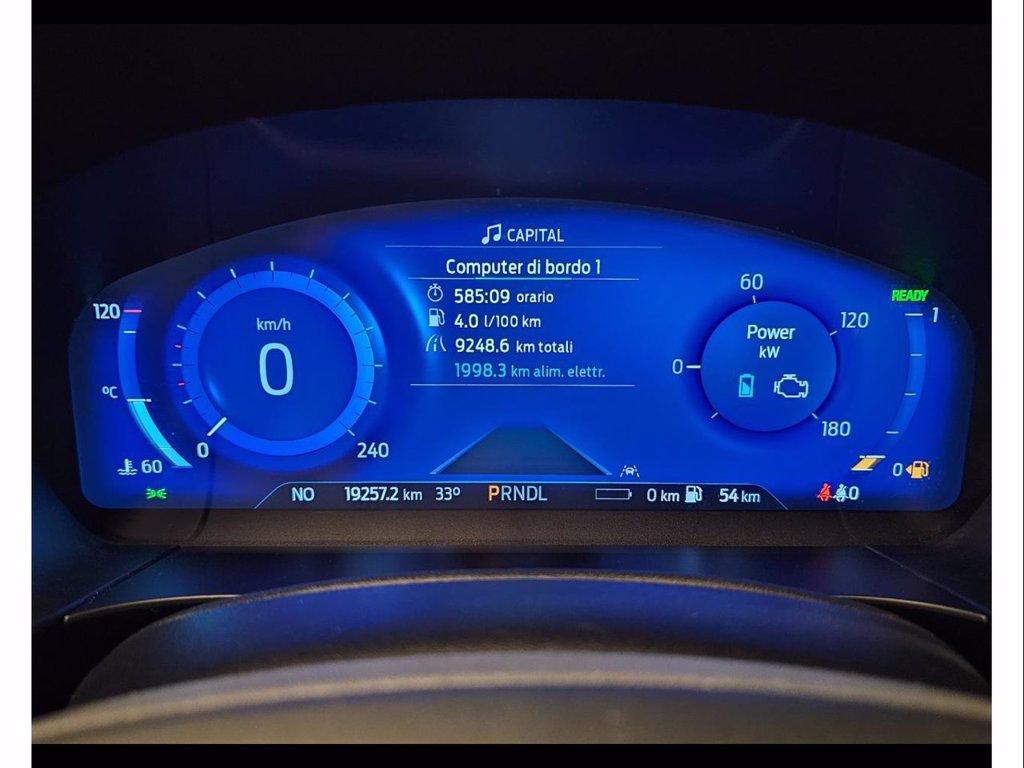 CAPITAL
Computer di bordo 1
585:09 orario
4.0 l/100 km
9248.6 km totali
1998.3 km alim. elettr.
120
°C
60
km/h
0
0
240
Power
kW
0
60
120
180
READY
1
0
NO 19257.2 km 33° PRNDL 0 km 54 km
40